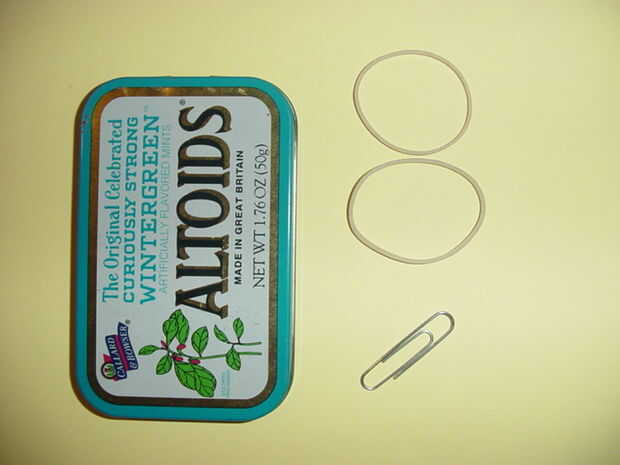 The Original Celebrated
CURIOUSLY STRONG
WINTERGREEN™
ARTIFICIALLY FLAVORED MINTS
ALTOIDS®
MADE IN GREAT BRITAIN
NET WT 1.76 OZ (50g)
CALLARD
& BOWSER®